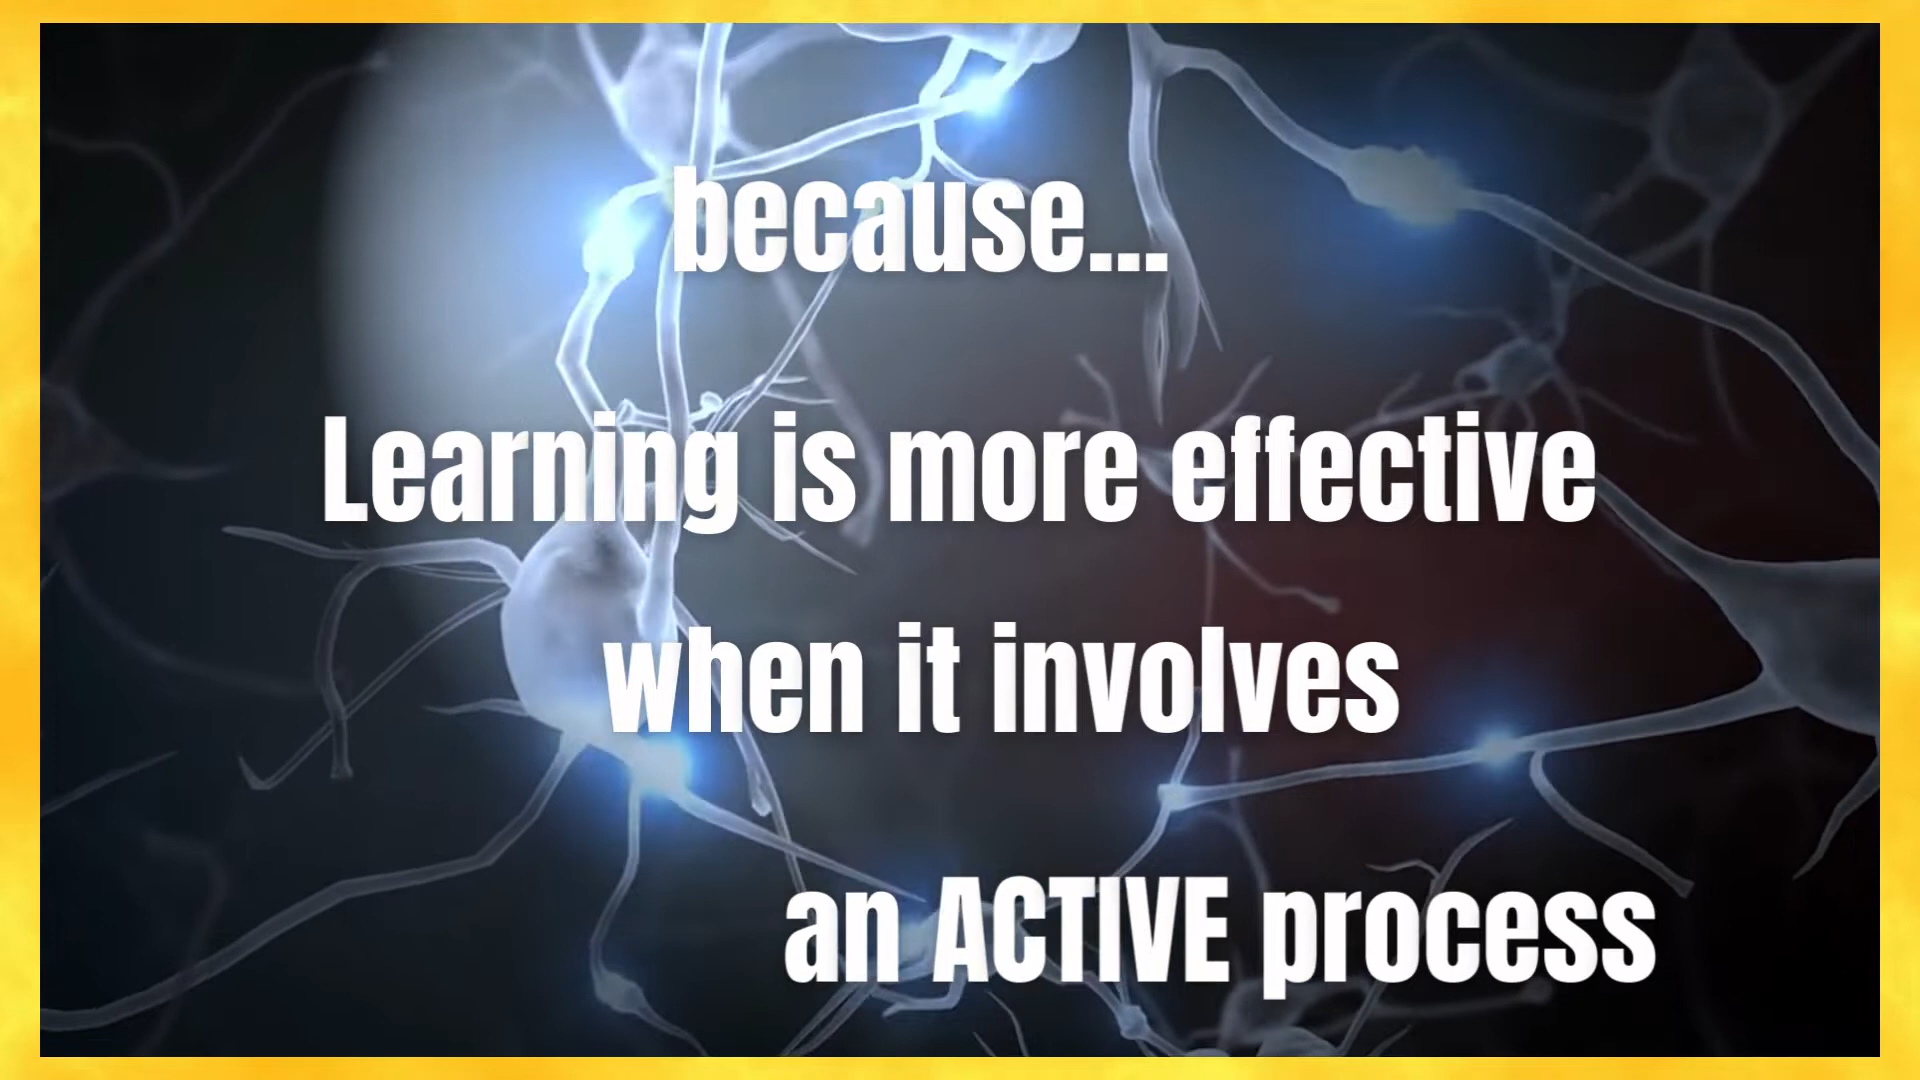 because...
Learning is more effective
when it involves
an ACTIVE process